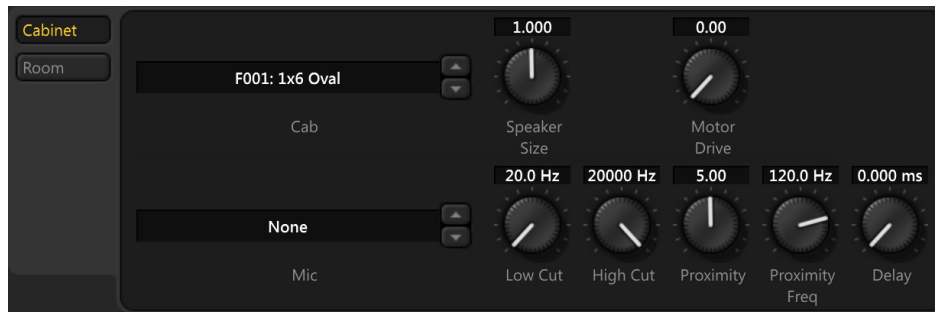 Cabinet
Room
F001: 1x6 Oval
Cab
1.000
Speaker
Size
0.00
Motor
Drive
None
Mic
20.0 Hz
Low Cut
20000 Hz
High Cut
5.00
Proximity
120.0 Hz
Proximity
Freq
0.000 ms
Delay